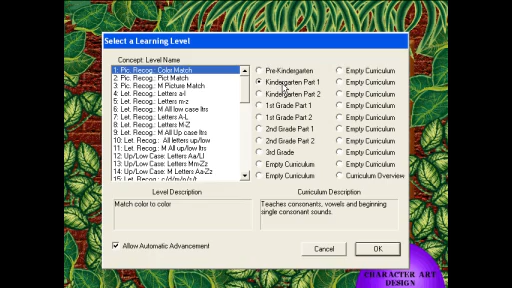 Select a Learning Level
Concept: Level Name
1: Pic. Recog.: Color Match
2: Pic. Recog.: Pict Match
3: Pic. Recog.: M Picture Match
4: Let. Recog.: Letters a-l
5: Let. Recog.: Letters m-z
6: Let. Recog.: M All low case ltrs
7: Let. Recog.: Letters A-L
8: Let. Recog.: Letters M-Z
9: Let. Recog.: M All Up case ltrs
10: Let. Recog.: All letters up/low
11: Let. Recog.: M All up/low ltrs
12: Up/Low Case: Letters Aa/Ll
13: Up/Low Case: Letters Mm-Zz
14: Up/Low Case: M Letters Aa-Zz
15: Let. Recog.: c/d/m/n/s/t
Pre-Kindergarten
Kindergarten Part 1
Kindergarten Part 2
1st Grade Part 1
1st Grade Part 2
2nd Grade Part 1
2nd Grade Part 2
3rd Grade
Empty Curriculum
Empty Curriculum
Empty Curriculum
Empty Curriculum
Empty Curriculum
Empty Curriculum
Empty Curriculum
Empty Curriculum
Empty Curriculum
Empty Curriculum
Empty Curriculum
Curriculum Overview
Level Description
Match color to color
Curriculum Description
Teaches consonants, vowels and beginning
single consonant sounds.
Allow Automatic Advancement
Cancel
OK
CHARACTER ART
DESIGN